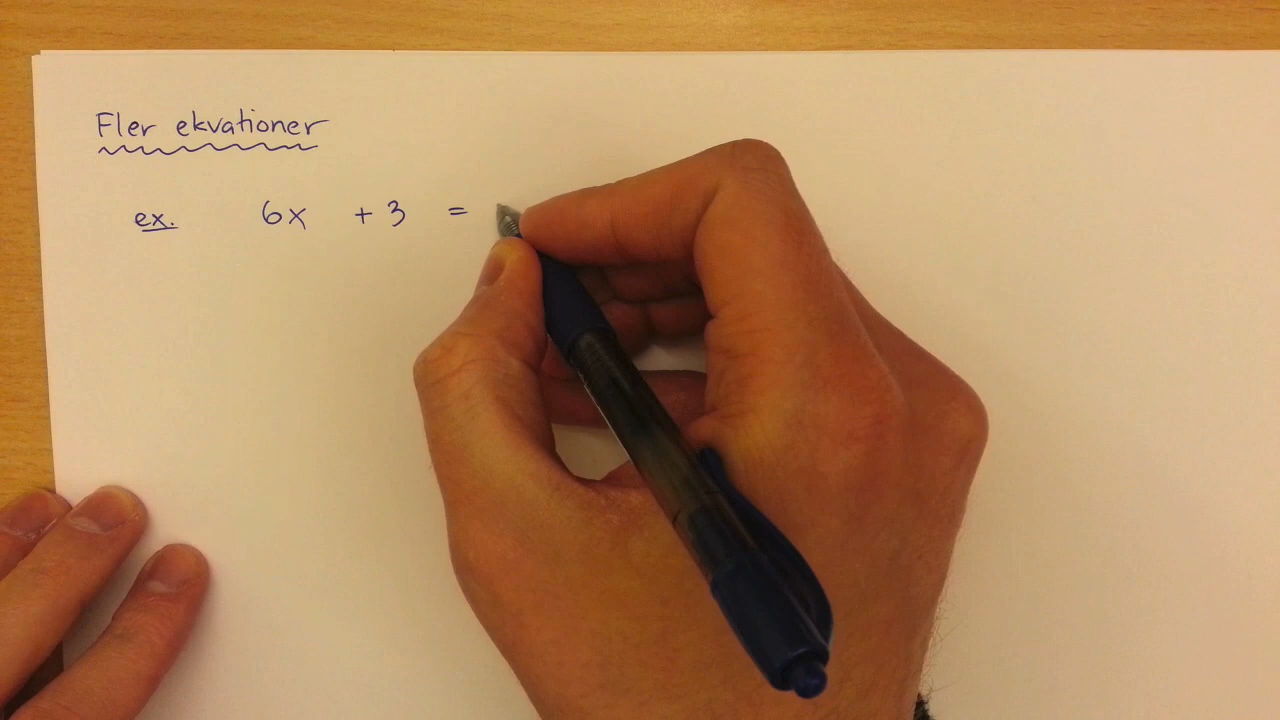 Fler ekvationer
ex. 6x + 3 =